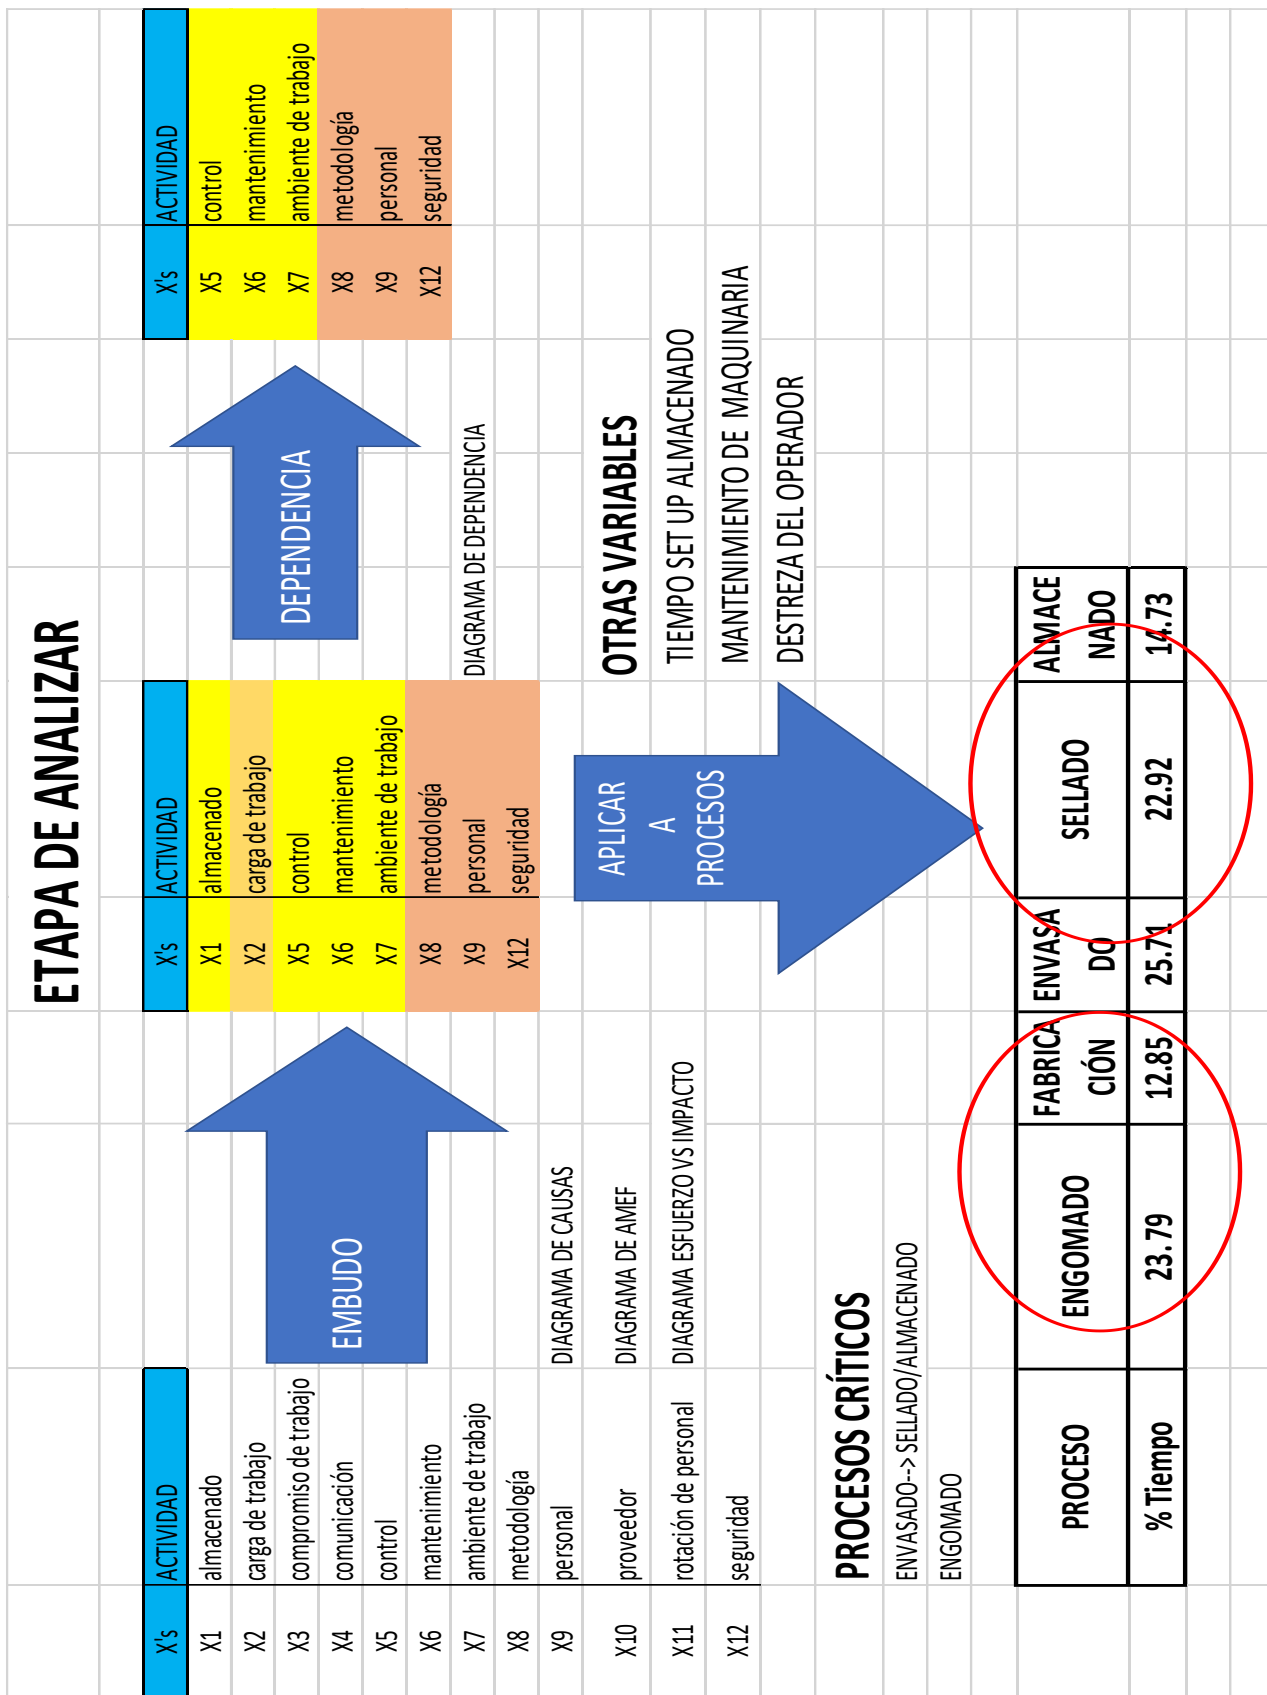 ETAPA DE ANALIZAR
X's ACTIVIDAD
X1 almacenado
X2 carga de trabajo
X3 compromiso de trabajo
X4 comunicación
X5 control
X6 mantenimiento
X7 ambiente de trabajo
X8 metodología
X9 personal
X10 proveedor
X11 rotación de personal
X12 seguridad
EMBUDO
DIAGRAMA DE CAUSAS
DIAGRAMA DE AMEF
DIAGRAMA ESFUERZO VS IMPACTO
X's ACTIVIDAD
X1 almacenado
X2 carga de trabajo
X5 control
X6 mantenimiento
X7 ambiente de trabajo
X8 metodología
X9 personal
X12 seguridad
DEPENDENCIA
DIAGRAMA DE DEPENDENCIA
X's ACTIVIDAD
X5 control
X6 mantenimiento
X7 ambiente de trabajo
X8 metodología
X9 personal
X12 seguridad
APLICAR
A
PROCESOS
OTRAS VARIABLES
TIEMPO SET UP ALMACENADO
MANTENIMIENTO DE MAQUINARIA
DESTREZA DEL OPERADOR
PROCESOS CRÍTICOS
ENVASADO--> SELLADO/ALMACENADO
ENGOMADO
PROCESO ENGOMADO FABRICA ENVASA SELLADO ALMACE
CIÓN DO NADO
% Tiempo 23.79 12.85 25.71 22.92 14.73